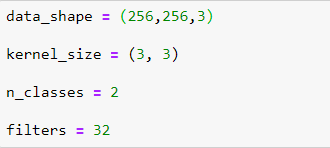 data_shape = (256,256,3)
kernel_size = (3, 3)
n_classes = 2
filters = 32